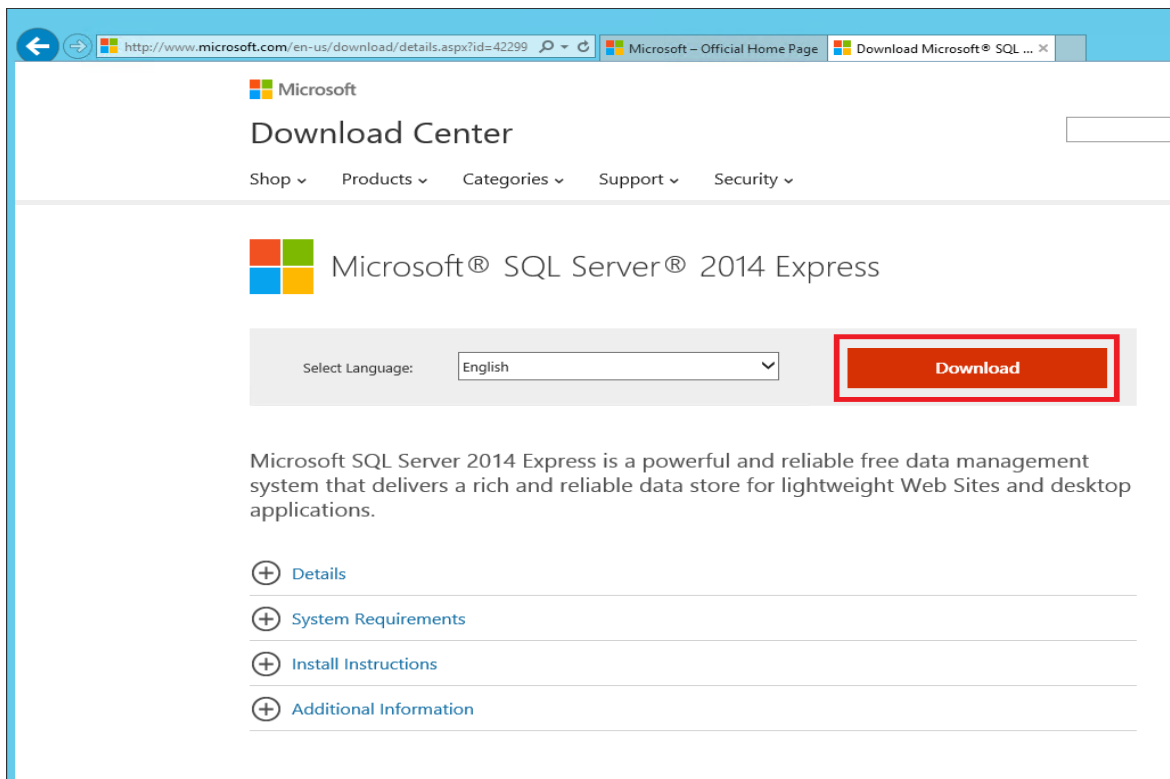 http://www.microsoft.com/en-us/download/details.aspx?id=42299
Microsoft – Official Home Page
Download Microsoft® SQL ...
Microsoft
Download Center
Shop Products Categories Support Security
Microsoft® SQL Server® 2014 Express
Select Language: English Download
Microsoft SQL Server 2014 Express is a powerful and reliable free data management
system that delivers a rich and reliable data store for lightweight Web Sites and desktop
applications.
Details
System Requirements
Install Instructions
Additional Information